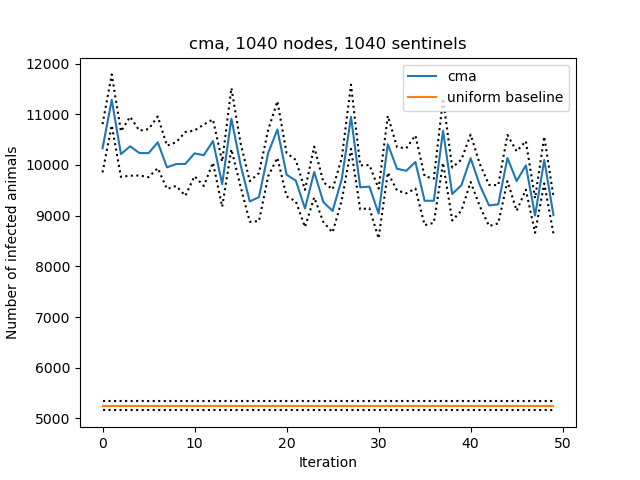 cma, 1040 nodes, 1040 sentinels
cma
uniform baseline
Number of infected animals
12000
11000
10000
9000
8000
7000
6000
5000
0 10 20 30 40 50
Iteration